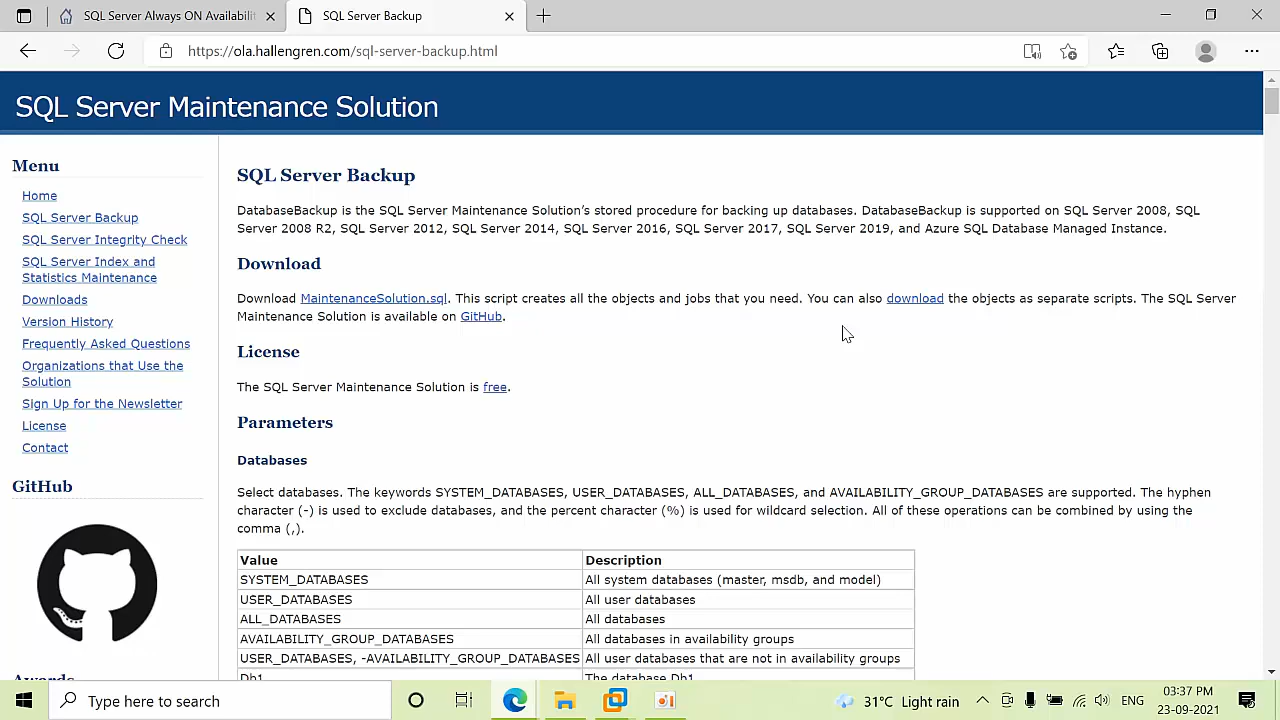 SQL Server Always ON Availabilit
SQL Server Backup
https://ola.hallengren.com/sql-server-backup.html
SQL Server Maintenance Solution
Menu
Home
SQL Server Backup
SQL Server Integrity Check
SQL Server Index and
Statistics Maintenance
Downloads
Version History
Frequently Asked Questions
Organizations that Use the
Solution
Sign Up for the Newsletter
License
Contact
GitHub
SQL Server Backup
DatabaseBackup is the SQL Server Maintenance Solution’s stored procedure for backing up databases. DatabaseBackup is supported on SQL Server 2008, SQL
Server 2008 R2, SQL Server 2012, SQL Server 2014, SQL Server 2016, SQL Server 2017, SQL Server 2019, and Azure SQL Database Managed Instance.
Download
Download MaintenanceSolution.sql. This script creates all the objects and jobs that you need. You can also download the objects as separate scripts. The SQL Server
Maintenance Solution is available on GitHub.
License
The SQL Server Maintenance Solution is free.
Parameters
Databases
Select databases. The keywords SYSTEM_DATABASES, USER_DATABASES, ALL_DATABASES, and AVAILABILITY_GROUP_DATABASES are supported. The hyphen
character (-) is used to exclude databases, and the percent character (%) is used for wildcard selection. All of these operations can be combined by using the
comma (,).
Value Description
SYSTEM_DATABASES All system databases (master, msdb, and model)
USER_DATABASES All user databases
ALL_DATABASES All databases
AVAILABILITY_GROUP_DATABASES All databases in availability groups
USER_DATABASES, -AVAILABILITY_GROUP_DATABASES All user databases that are not in availability groups
Db1 The database Db1
Awards
Type here to search
31°C Light rain
ENG
03:37 PM
23-09-2021